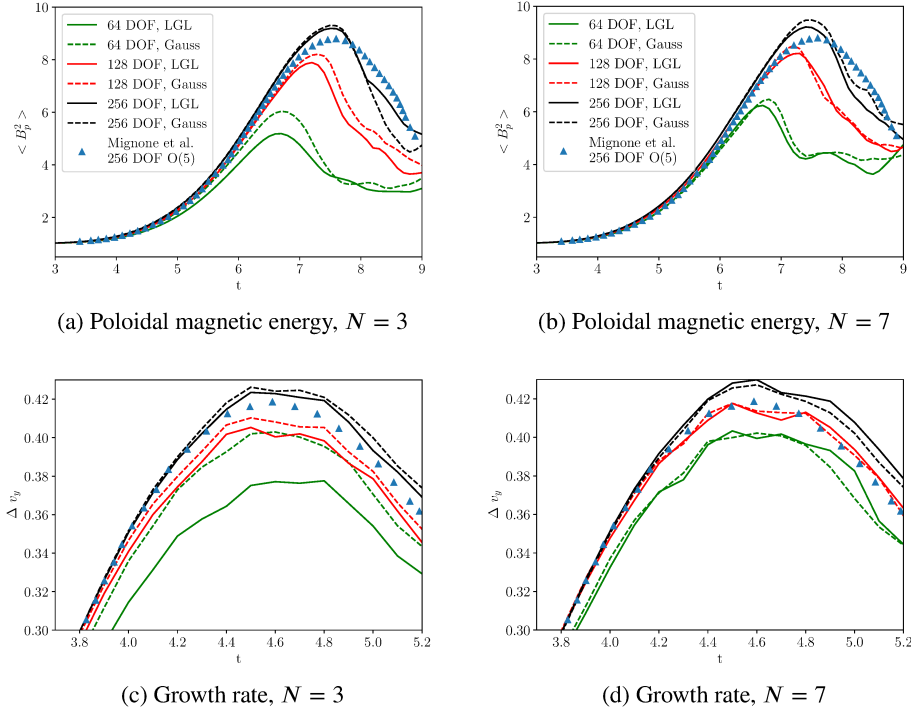 10
8
6
4
2
< B_p^2 >
64 DOF, LGL
64 DOF, Gauss
128 DOF, LGL
128 DOF, Gauss
256 DOF, LGL
256 DOF, Gauss
Mignone et al.
256 DOF O(5)
3 4 5 6 7 8 9
t
(a) Poloidal magnetic energy, N = 3
10
8
6
4
2
< B_p^2 >
64 DOF, LGL
64 DOF, Gauss
128 DOF, LGL
128 DOF, Gauss
256 DOF, LGL
256 DOF, Gauss
Mignone et al.
256 DOF O(5)
3 4 5 6 7 8 9
t
(b) Poloidal magnetic energy, N = 7
0.42
0.40
0.38
0.36
0.34
0.32
0.30
Δ v_y
3.8 4.0 4.2 4.4 4.6 4.8 5.0 5.2
t
(c) Growth rate, N = 3
0.42
0.40
0.38
0.36
0.34
0.32
0.30
Δ v_y
3.8 4.0 4.2 4.4 4.6 4.8 5.0 5.2
t
(d) Growth rate, N = 7